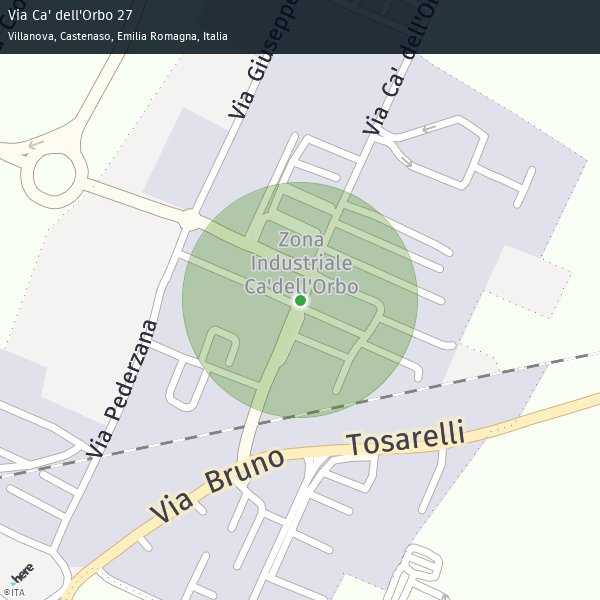 Via Ca' dell'Orbo 27
Villanova, Castenaso, Emilia Romagna, Italia
Via Giuseppe
Via Ca' dell'Or
Zona
Industriale
Ca'dell'Orbo
Via Pederzana
Via Bruno Tosarelli
here
©ITA